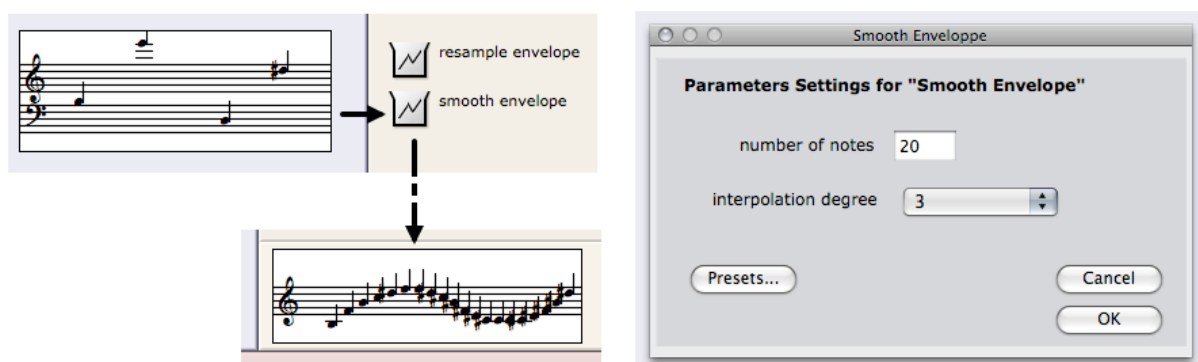 resample envelope
smooth envelope
Smooth Enveloppe
Parameters Settings for "Smooth Envelope"
number of notes 20
interpolation degree 3
Presets...
Cancel
OK